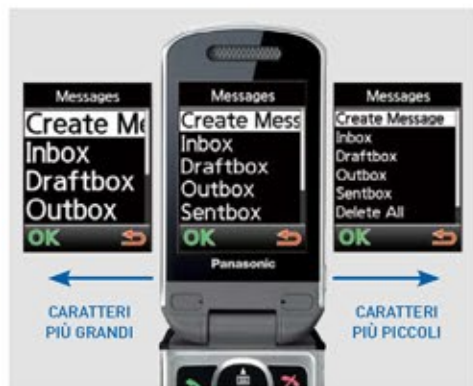 Messages
Create Me
Inbox
Draftbox
Outbox
OK
Messages
Create Mess
Inbox
Draftbox
Outbox
Sentbox
OK
Panasonic
Messages
Create Message
Inbox
Draftbox
Outbox
Sentbox
Delete All
OK
CARATTERI
PIÙ GRANDI
CARATTERI
PIÙ PICCOLI